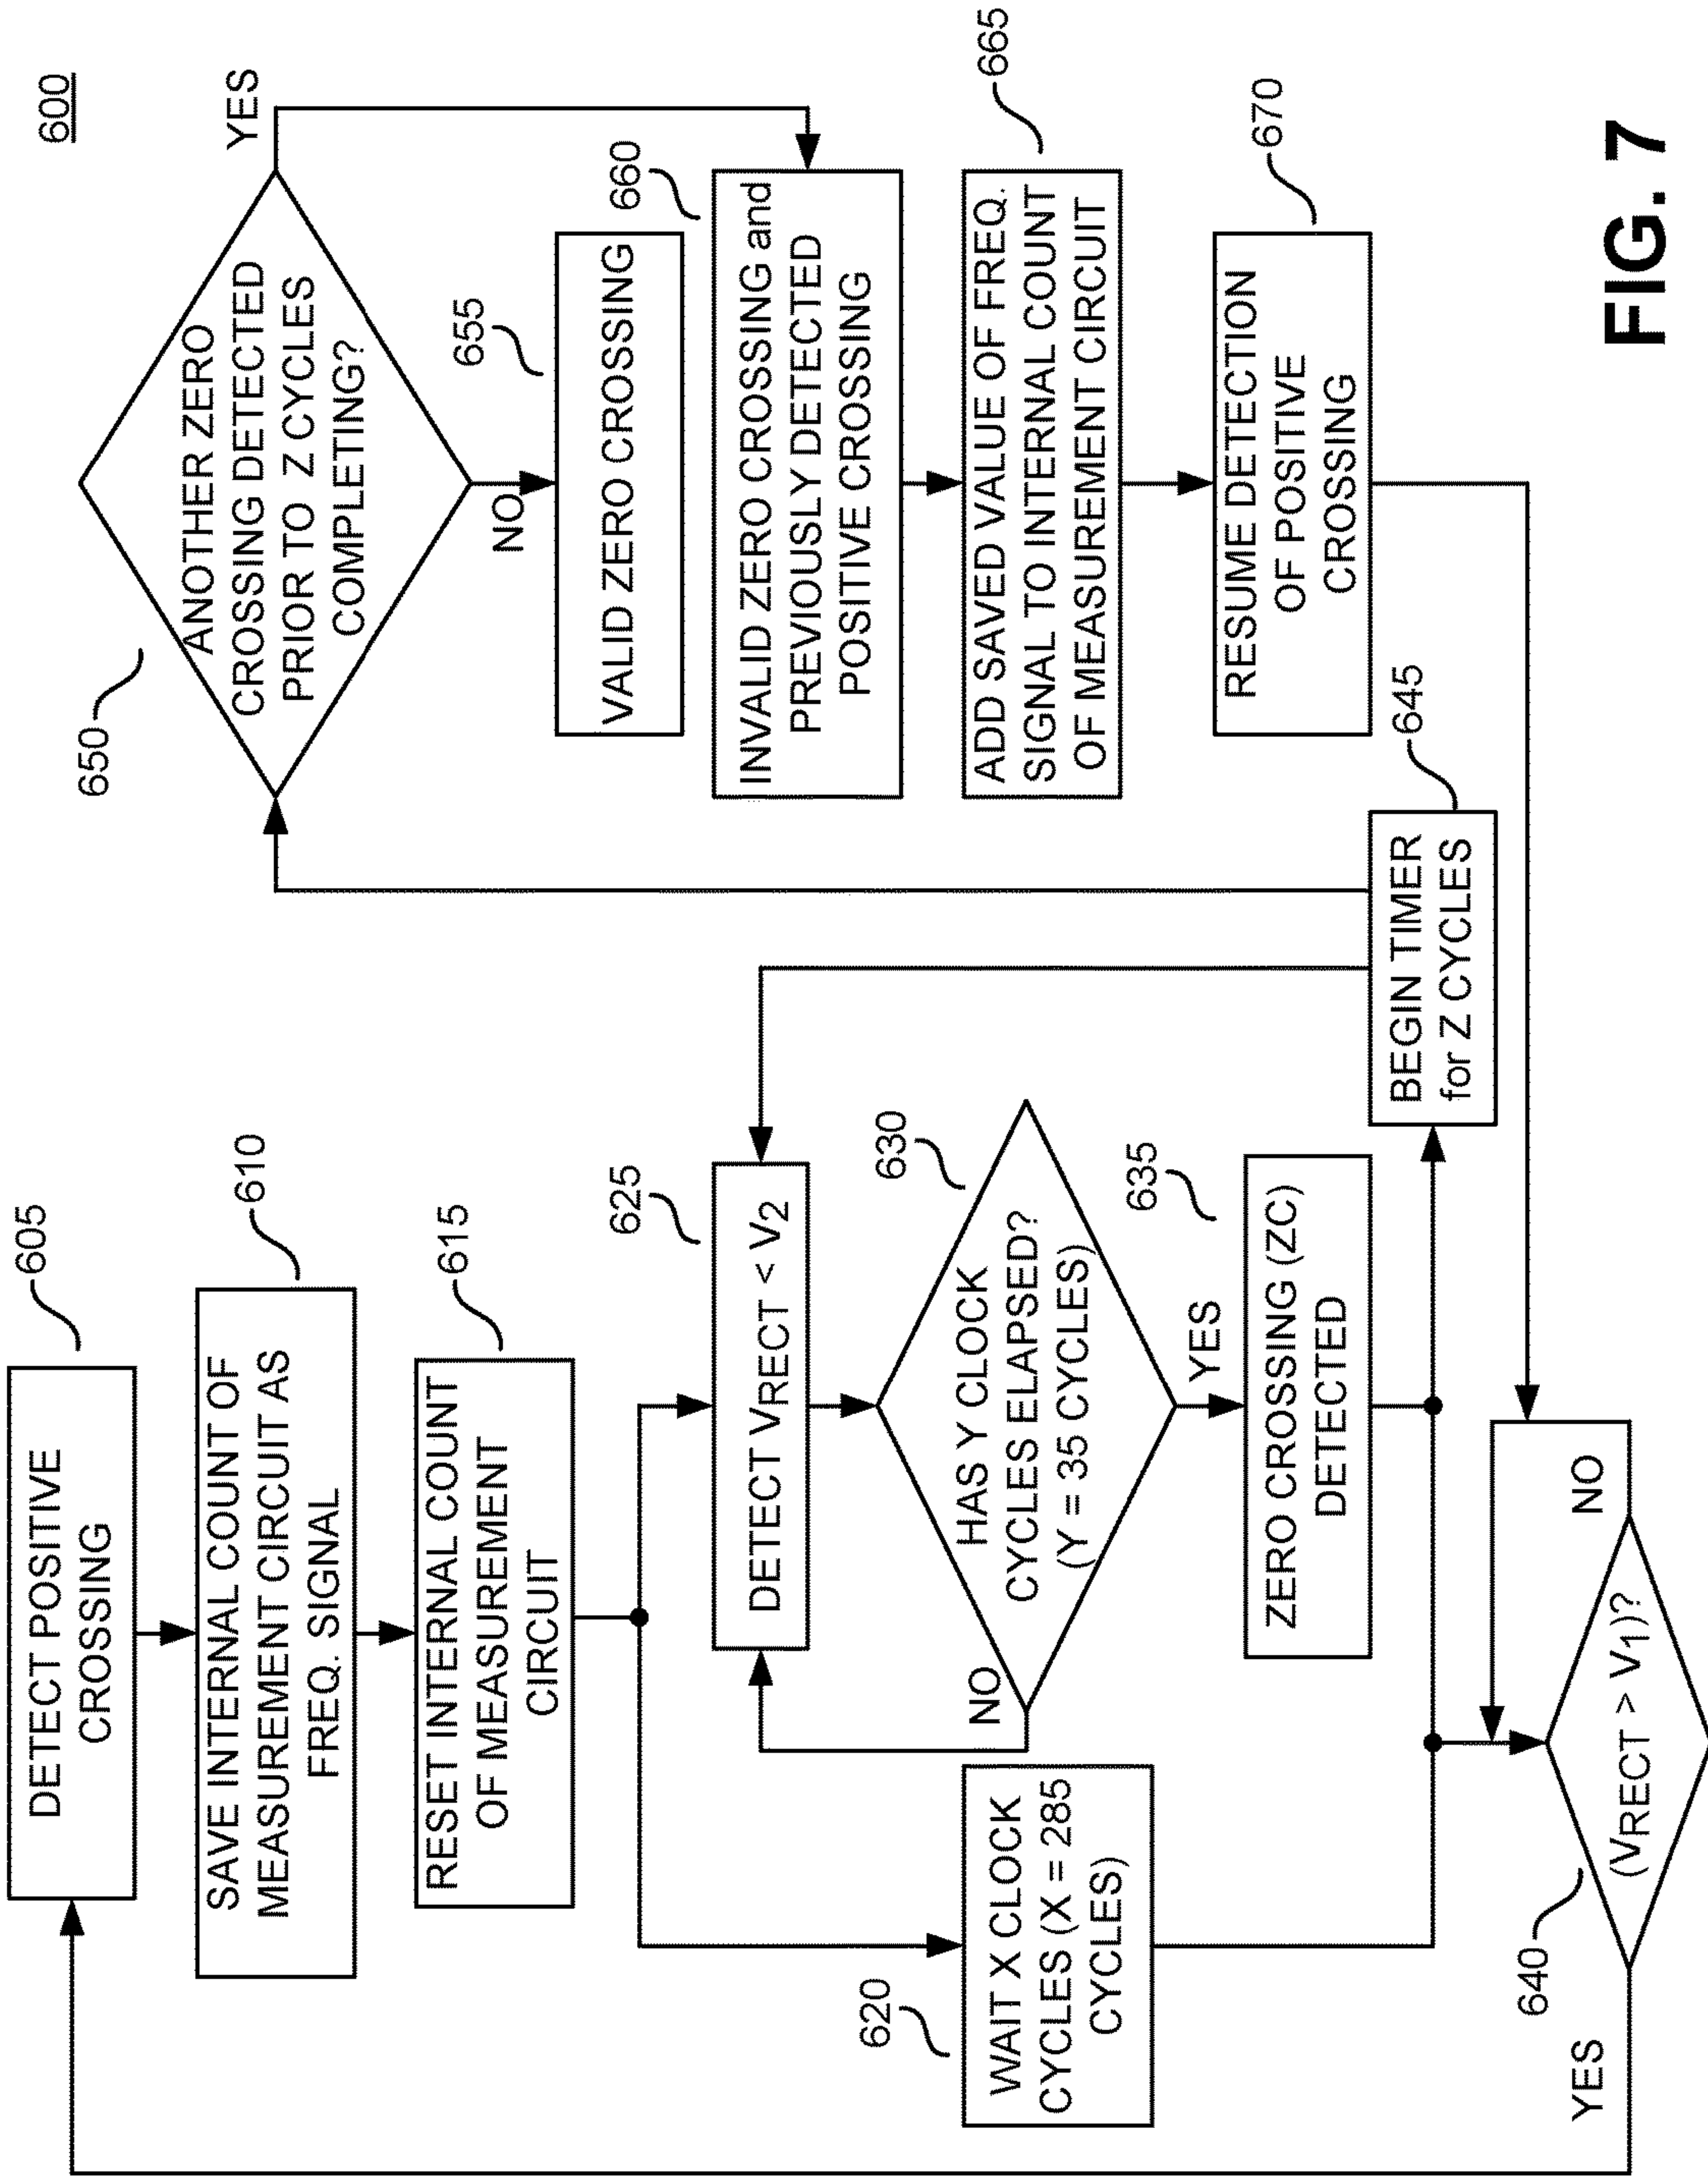 600
605
DETECT POSITIVE
CROSSING
610
SAVE INTERNAL COUNT OF
MEASUREMENT CIRCUIT AS
FREQ. SIGNAL
615
RESET INTERNAL COUNT
OF MEASUREMENT
CIRCUIT
620
WAIT X CLOCK
CYCLES (X = 285
CYCLES)
625
DETECT VRECT < V2
630
HAS Y CLOCK
CYCLES ELAPSED?
(Y = 35 CYCLES)
NO
YES
635
ZERO CROSSING (ZC)
DETECTED
640
(VRECT > V1)?
YES
NO
645
BEGIN TIMER
for Z CYCLES
650
ANOTHER ZERO
CROSSING DETECTED
PRIOR TO Z CYCLES
COMPLETING?
YES
NO
655
VALID ZERO CROSSING
660
INVALID ZERO CROSSING and
PREVIOUSLY DETECTED
POSITIVE CROSSING
665
ADD SAVED VALUE OF FREQ.
SIGNAL TO INTERNAL COUNT
OF MEASUREMENT CIRCUIT
670
RESUME DETECTION
OF POSITIVE
CROSSING
FIG. 7